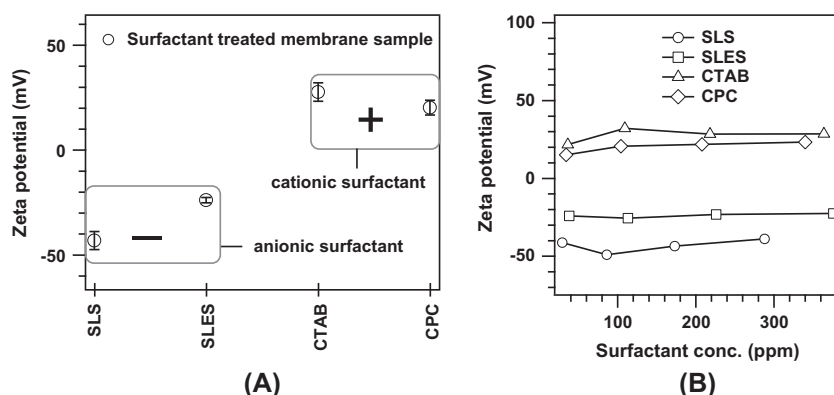 Zeta potential (mV)
50
0
-50
Surfactant treated membrane sample
+
cationic surfactant
−
anionic surfactant
SLS
SLES
CTAB
CPC
(A)
Zeta potential (mV)
100
50
0
-50
SLS
SLES
CTAB
CPC
100
200
300
Surfactant conc. (ppm)
(B)